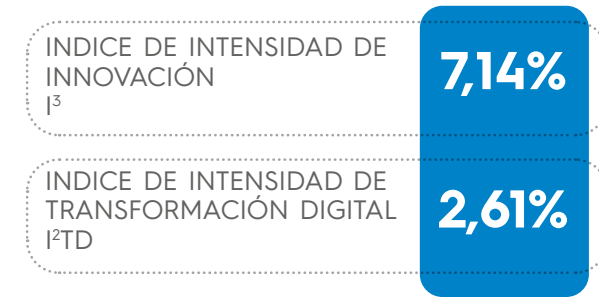 INDICE DE INTENSIDAD DE
INNOVACIÓN
I³
7,14%
INDICE DE INTENSIDAD DE
TRANSFORMACIÓN DIGITAL
I²TD
2,61%